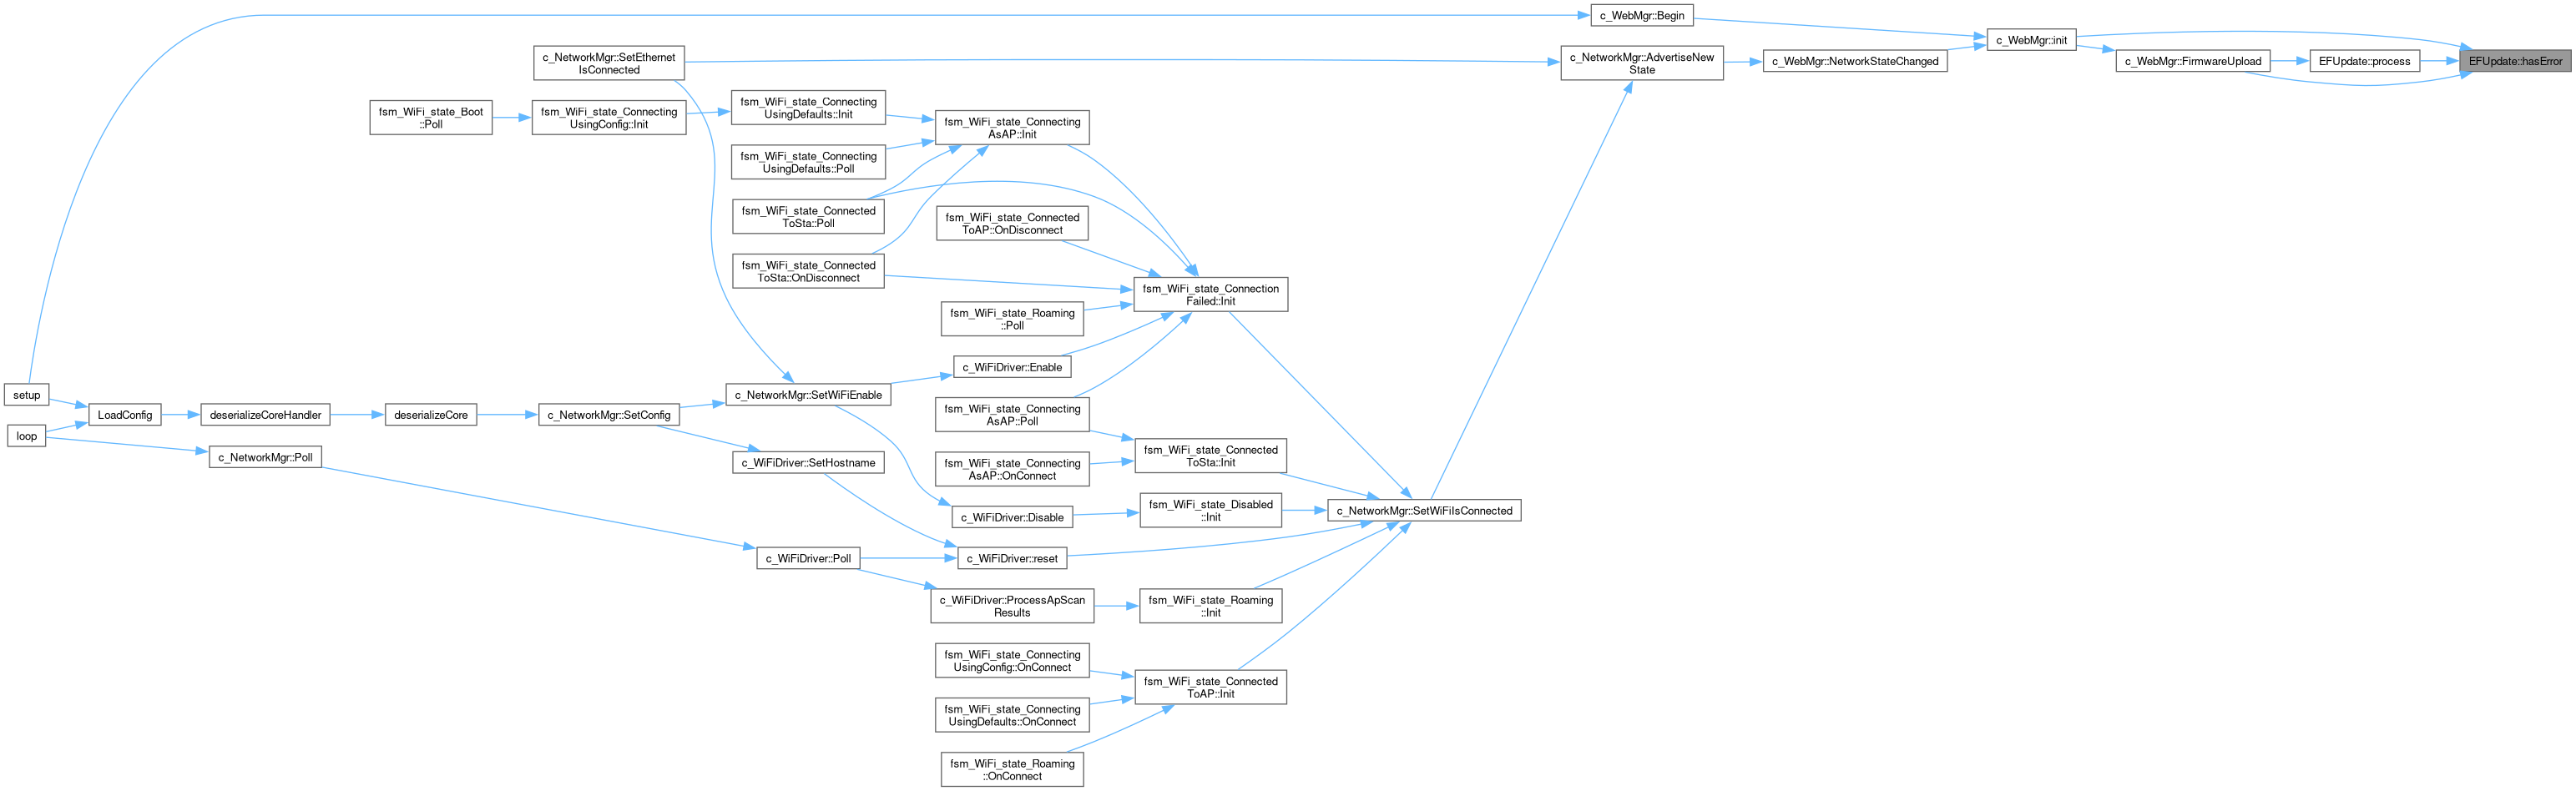 c_WebMgr::Begin
c_WebMgr::init
c_NetworkMgr::SetEthernet
IsConnected
c_NetworkMgr::AdvertiseNew
State
c_WebMgr::NetworkStateChanged
c_WebMgr::FirmwareUpload
EFUpdate::process
EFUpdate::hasError
fsm_WiFi_state_Boot
::Poll
fsm_WiFi_state_Connecting
UsingConfig::Init
fsm_WiFi_state_Connecting
UsingDefaults::Init
fsm_WiFi_state_Connecting
AsAP::Init
fsm_WiFi_state_Connecting
UsingDefaults::Poll
fsm_WiFi_state_Connected
ToSta::Poll
fsm_WiFi_state_Connected
ToAP::OnDisconnect
fsm_WiFi_state_Connected
ToSta::OnDisconnect
fsm_WiFi_state_Connection
Failed::Init
fsm_WiFi_state_Roaming
::Poll
c_WiFiDriver::Enable
setup
LoadConfig
deserializeCoreHandler
deserializeCore
c_NetworkMgr::SetConfig
c_NetworkMgr::SetWiFiEnable
fsm_WiFi_state_Connecting
AsAP::Poll
loop
c_NetworkMgr::Poll
c_WiFiDriver::SetHostname
fsm_WiFi_state_Connecting
AsAP::OnConnect
fsm_WiFi_state_Connected
ToSta::Init
c_WiFiDriver::Disable
fsm_WiFi_state_Disabled
::Init
c_NetworkMgr::SetWiFiIsConnected
c_WiFiDriver::Poll
c_WiFiDriver::reset
c_WiFiDriver::ProcessApScan
Results
fsm_WiFi_state_Roaming
::Init
fsm_WiFi_state_Connecting
UsingConfig::OnConnect
fsm_WiFi_state_Connected
ToAP::Init
fsm_WiFi_state_Connecting
UsingDefaults::OnConnect
fsm_WiFi_state_Roaming
::OnConnect